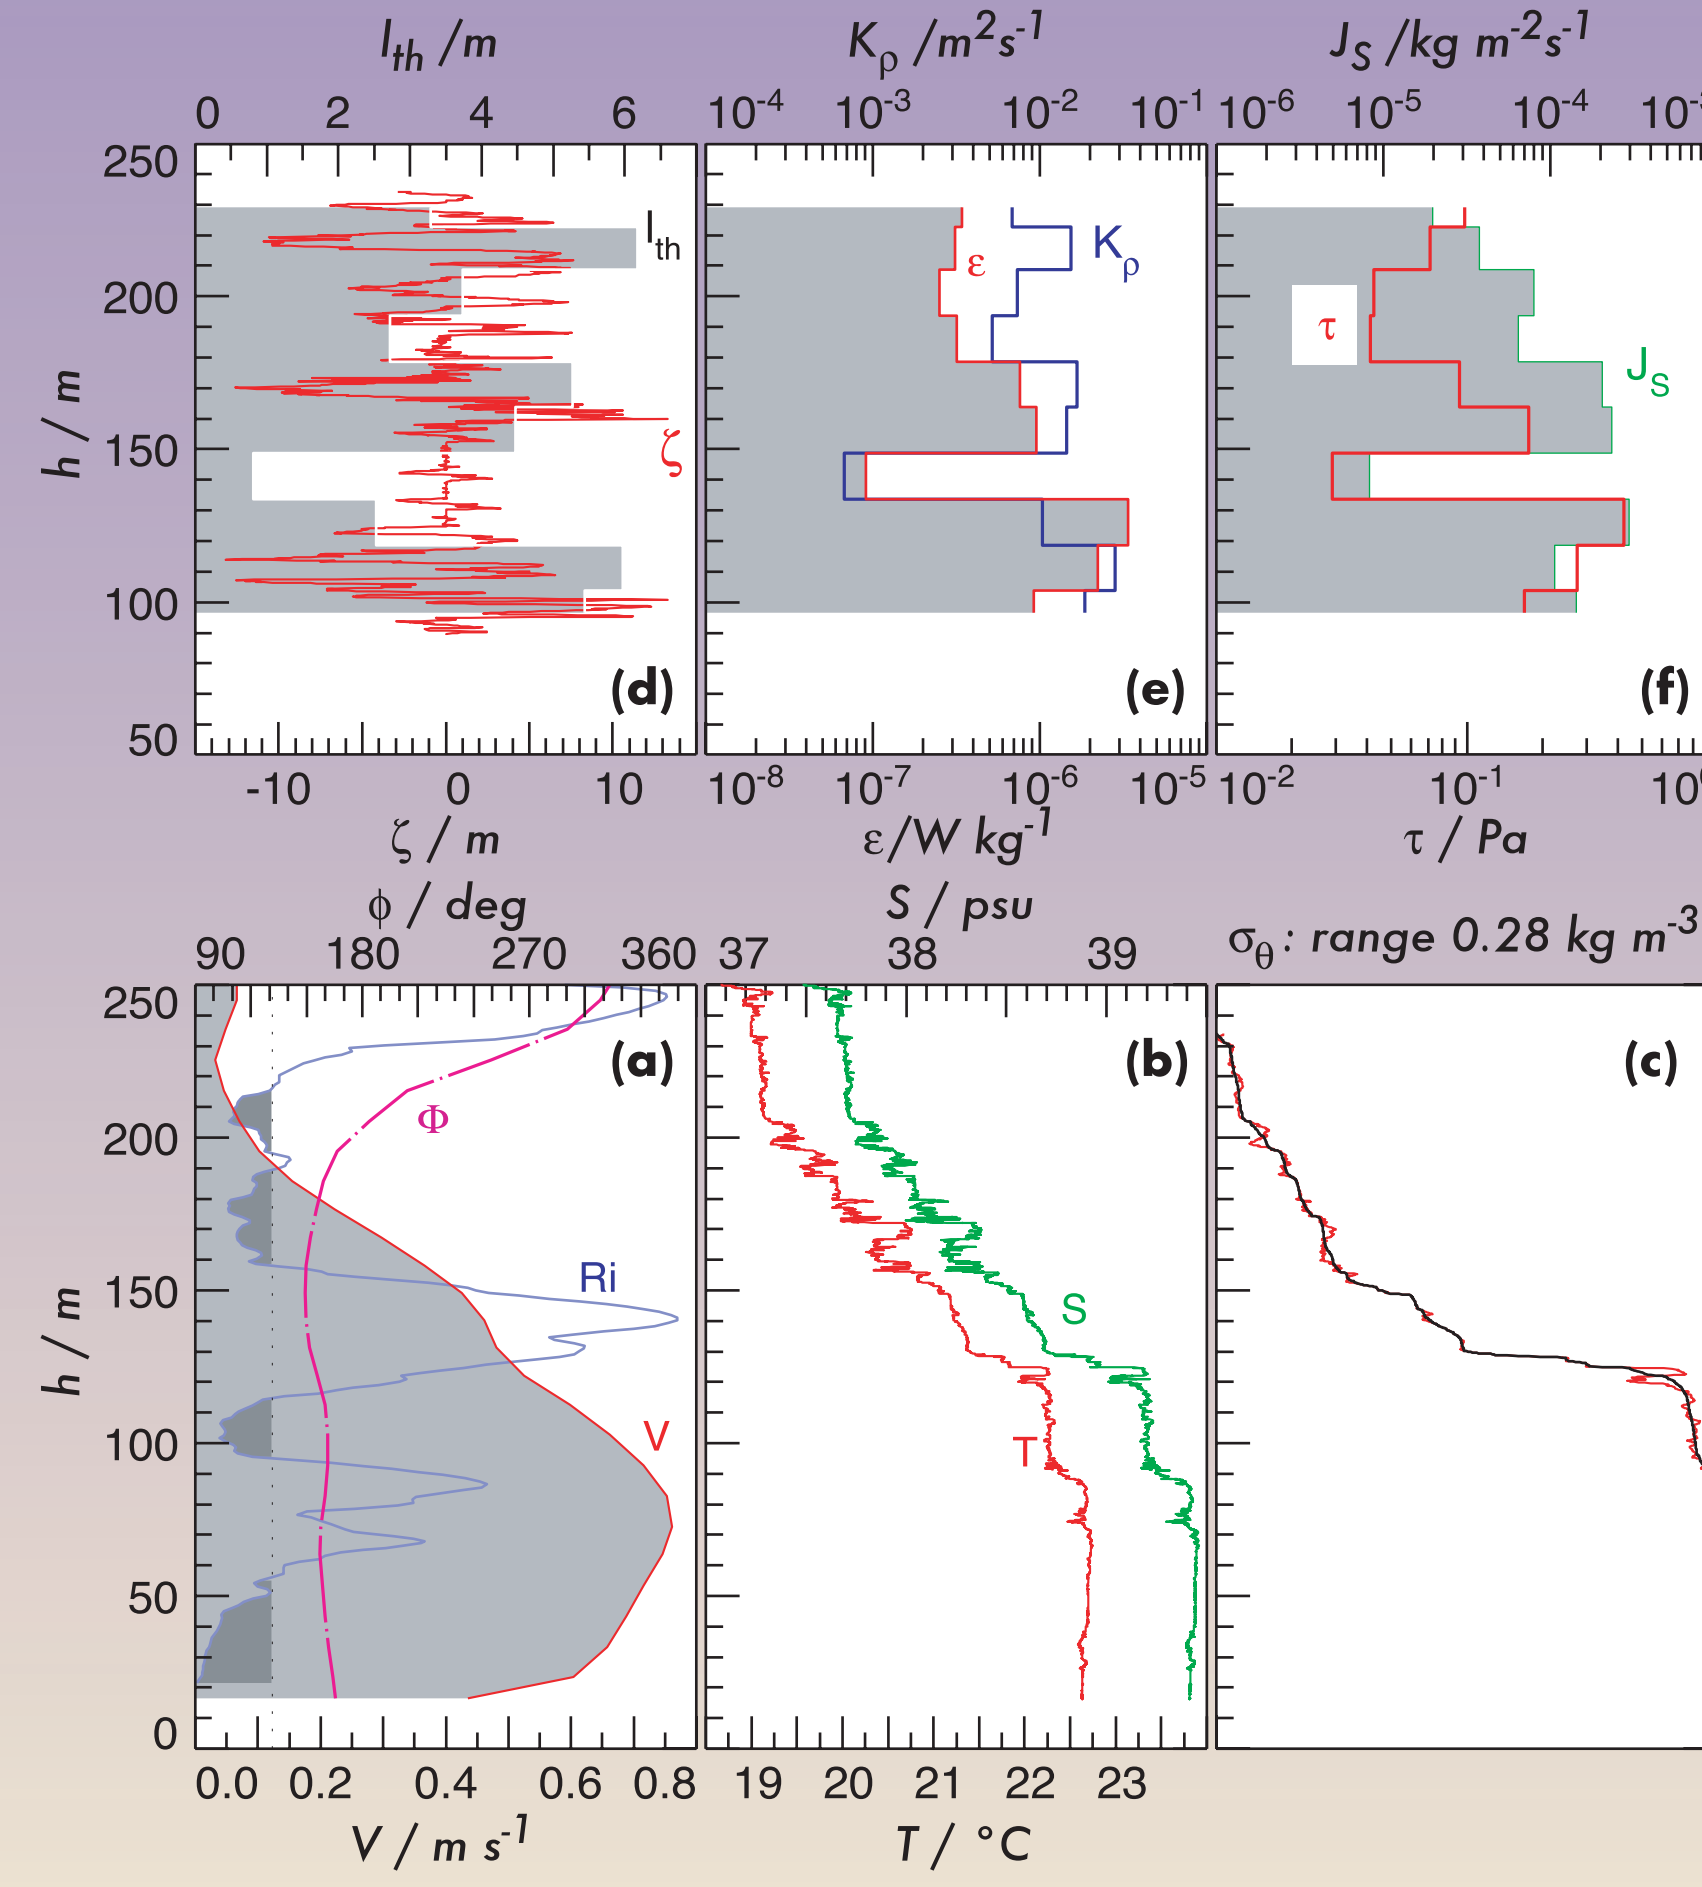 I_th /m K_ρ /m²s⁻¹ J_S /kg m⁻²s⁻¹
0 2 4 6 10⁻⁴ 10⁻³ 10⁻² 10⁻¹ 10⁻⁶ 10⁻⁵ 10⁻⁴
250
I_th
ε K_ρ
200
τ
J_S
h / m
150
ζ
100
(d) (e) (f)
50
-10 0 10 10⁻⁸ 10⁻⁷ 10⁻⁶ 10⁻⁵ 10⁻² 10⁻¹
ζ / m ε/W kg⁻¹ τ / Pa
ϕ / deg S / psu
90 180 270 360 37 38 39 σ_θ: range 0.28 kg m⁻³
250
(a) (b) (c)
Φ
200
Ri
150
S
h / m
V
100
T
50
0
0.0 0.2 0.4 0.6 0.8 19 20 21 22 23
V / m s⁻¹ T / °C